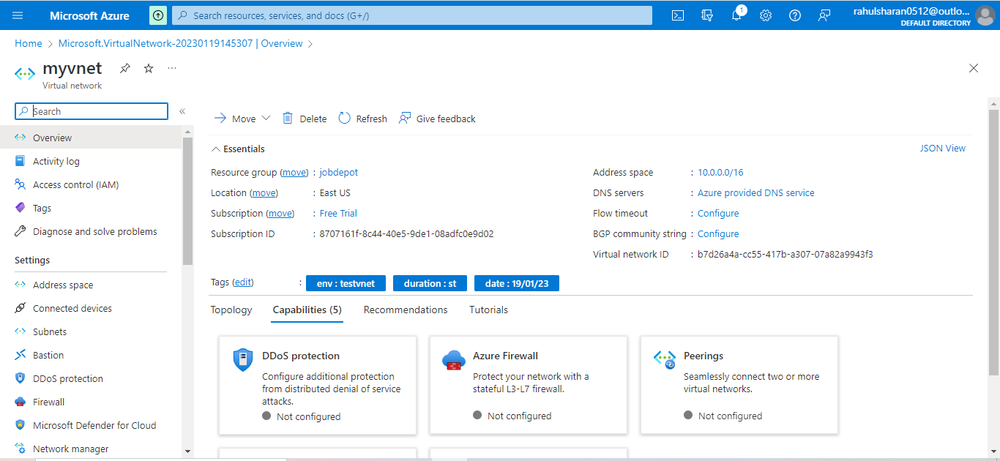 Microsoft Azure
Search resources, services, and docs (G+/)
1
rahulsharan0512@outlo...
DEFAULT DIRECTORY
Home > Microsoft.VirtualNetwork-20230119145307 | Overview >
myvnet
...
Virtual network
Search
«
Overview
Activity log
Access control (IAM)
Tags
Diagnose and solve problems
Settings
Address space
Connected devices
Subnets
Bastion
DDoS protection
Firewall
Microsoft Defender for Cloud
Network manager
Move
Delete
Refresh
Give feedback
Essentials
JSON View
Resource group (move) : jobdepot
Location (move) : East US
Subscription (move) : Free Trial
Subscription ID : 8707161f-8c44-40e5-9de1-08adfc0e9d02
Address space : 10.0.0.0/16
DNS servers : Azure provided DNS service
Flow timeout : Configure
BGP community string : Configure
Virtual network ID : b7d26a4a-cc55-417b-a307-07a82a9943f3
Tags (edit) : env : testvnet duration : st date : 19/01/23
Topology Capabilities (5) Recommendations Tutorials
DDoS protection
Configure additional protection
from distributed denial of service
attacks.
Not configured
Azure Firewall
Protect your network with a
stateful L3-L7 firewall.
Not configured
Peerings
Seamlessly connect two or more
virtual networks.
Not configured